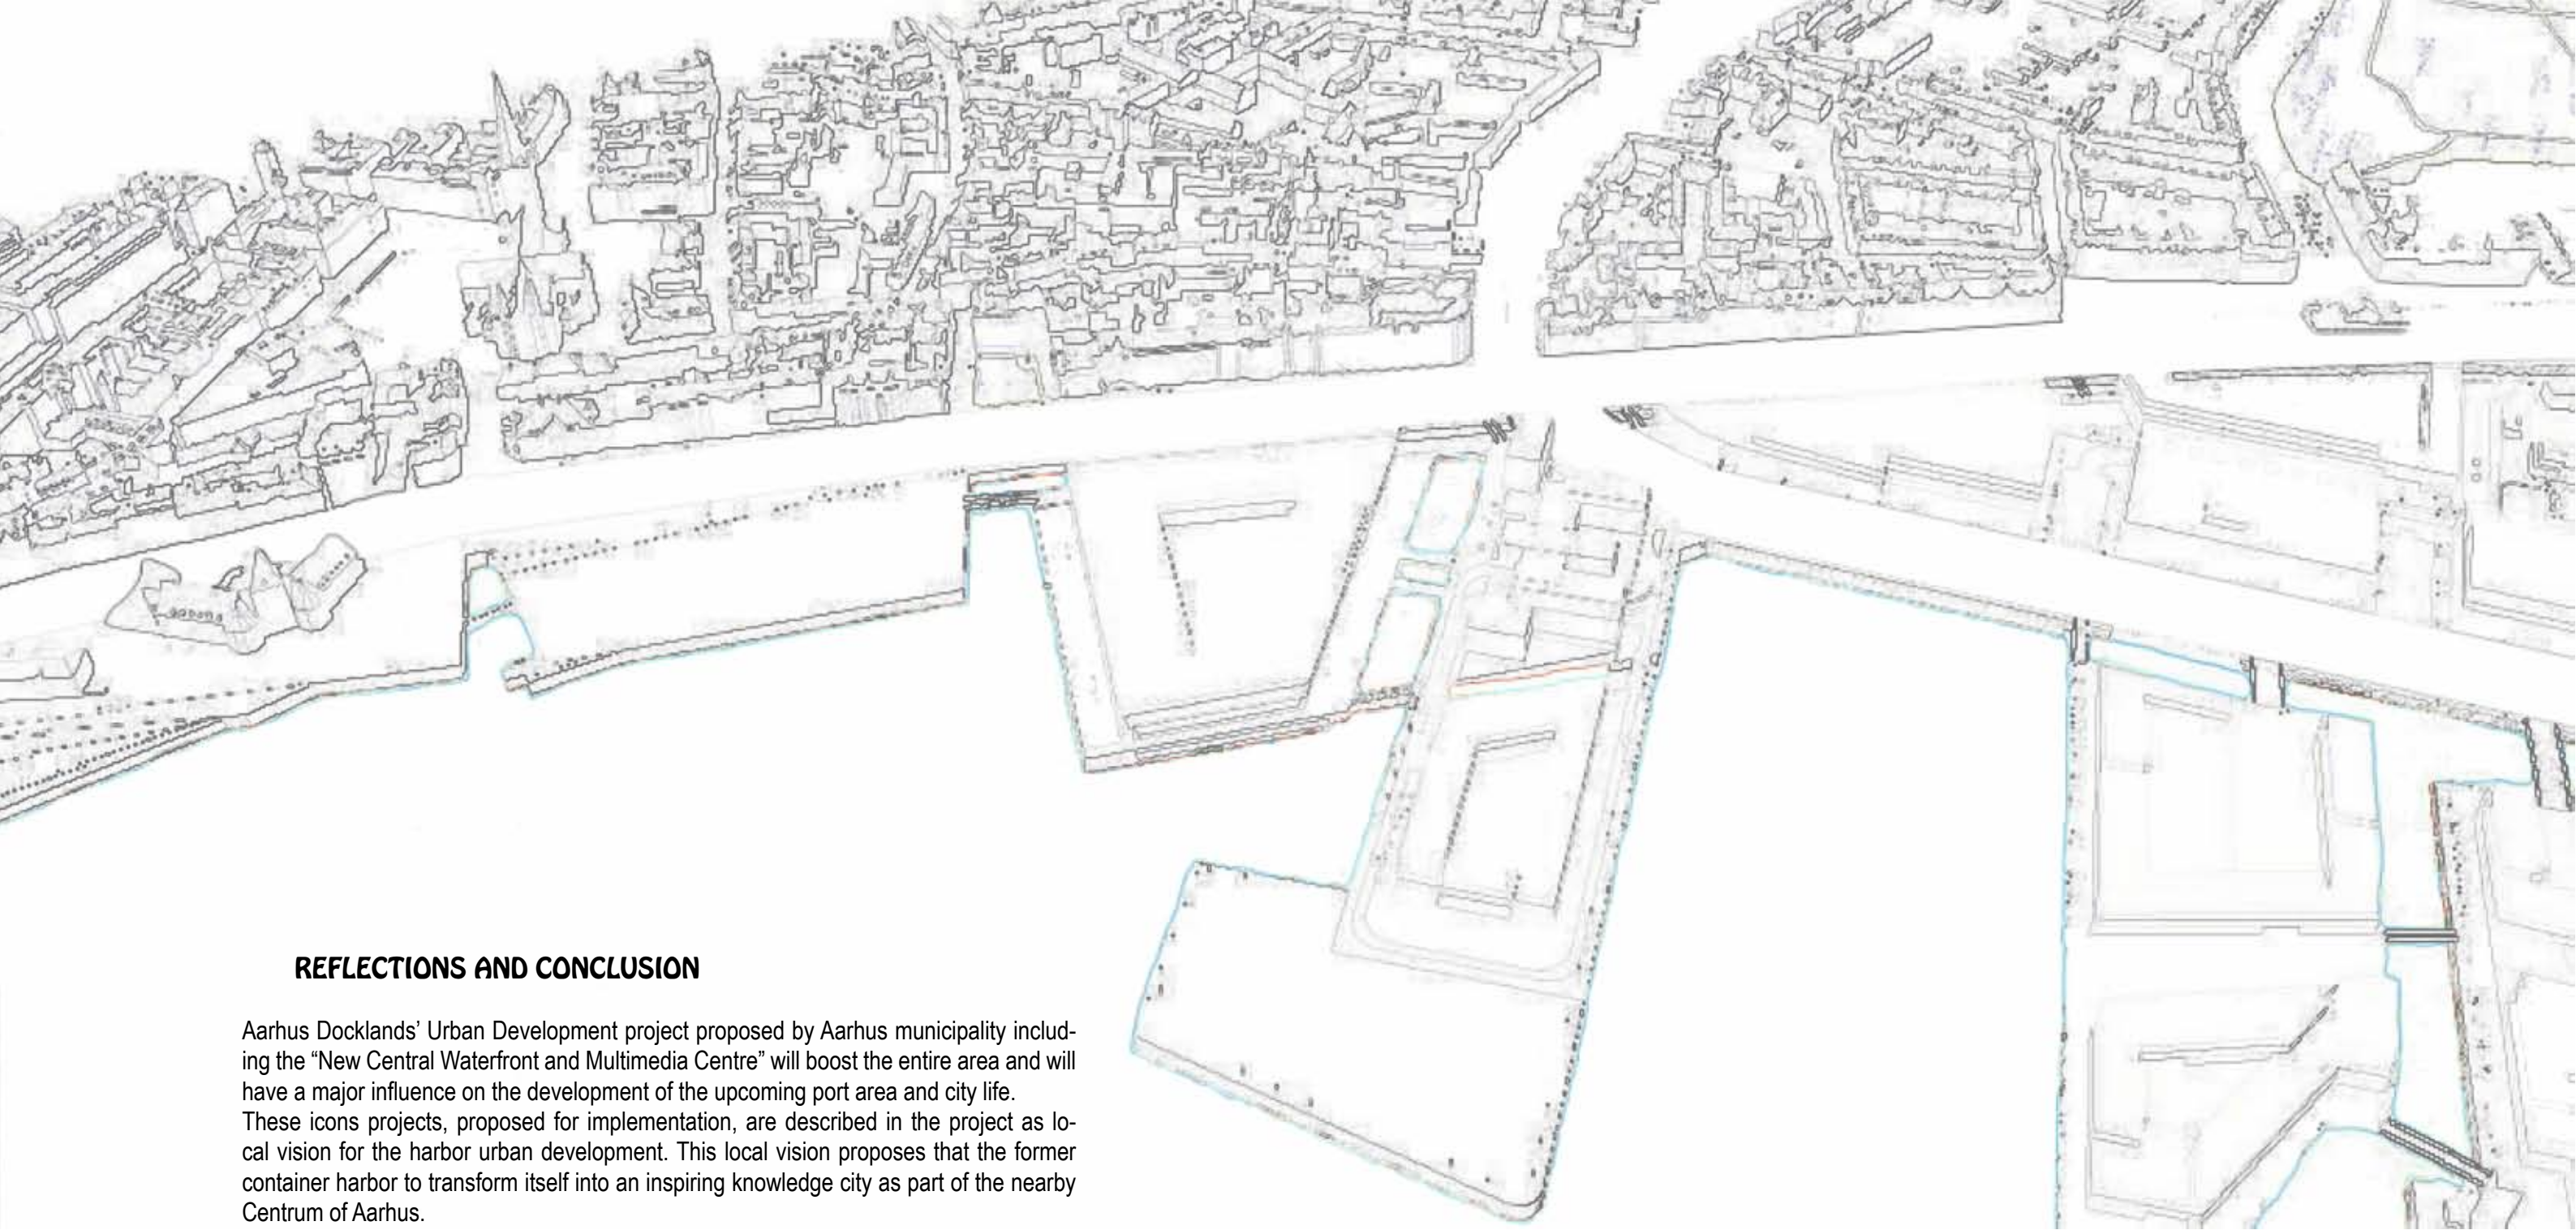 REFLECTIONS AND CONCLUSION
Aarhus Docklands’ Urban Development project proposed by Aarhus municipality includ-
ing the “New Central Waterfront and Multimedia Centre” will boost the entire area and will
have a major influence on the development of the upcoming port area and city life.
These icons projects, proposed for implementation, are described in the project as lo-
cal vision for the harbor urban development. This local vision proposes that the former
container harbor to transform itself into an inspiring knowledge city as part of the nearby
Centrum of Aarhus.